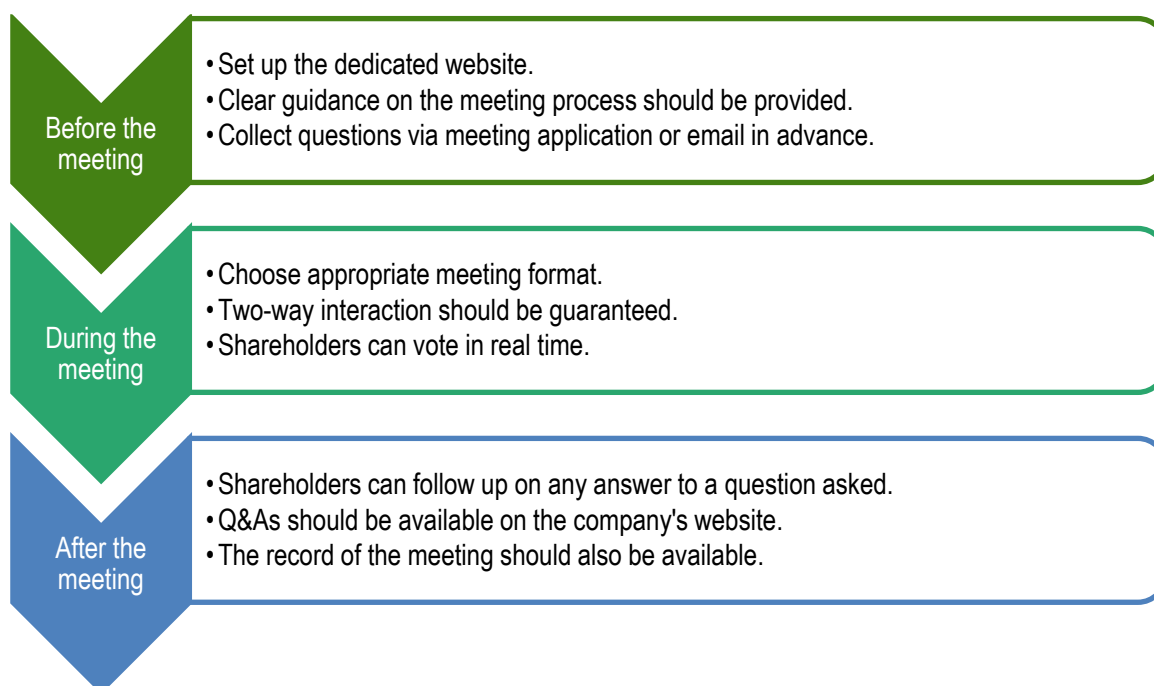 Before the
meeting
• Set up the dedicated website.
• Clear guidance on the meeting process should be provided.
• Collect questions via meeting application or email in advance.
During the
meeting
• Choose appropriate meeting format.
• Two-way interaction should be guaranteed.
• Shareholders can vote in real time.
After the
meeting
• Shareholders can follow up on any answer to a question asked.
• Q&As should be available on the company's website.
• The record of the meeting should also be available.